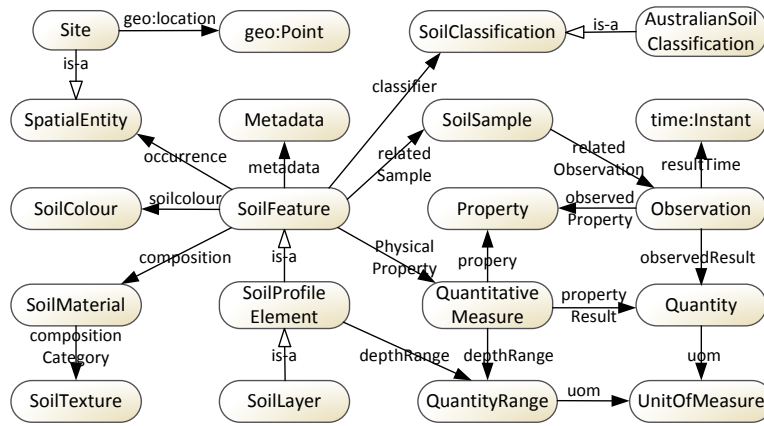 Site
geo:location
geo:Point
SoilClassification
is-a
AustralianSoil
Classification
is-a
classifier
SpatialEntity
Metadata
SoilSample
time:Instant
occurrence
metadata
related
Sample
related
Observation
resultTime
SoilColour
soilcolour
SoilFeature
Property
observed
Property
Observation
composition
is-a
Physical
Property
propery
observedResult
SoilMaterial
SoilProfile
Element
Quantitative
Measure
property
Result
Quantity
composition
Category
is-a
depthRange
depthRange
uom
SoilTexture
SoilLayer
QuantityRange
uom
UnitOfMeasure